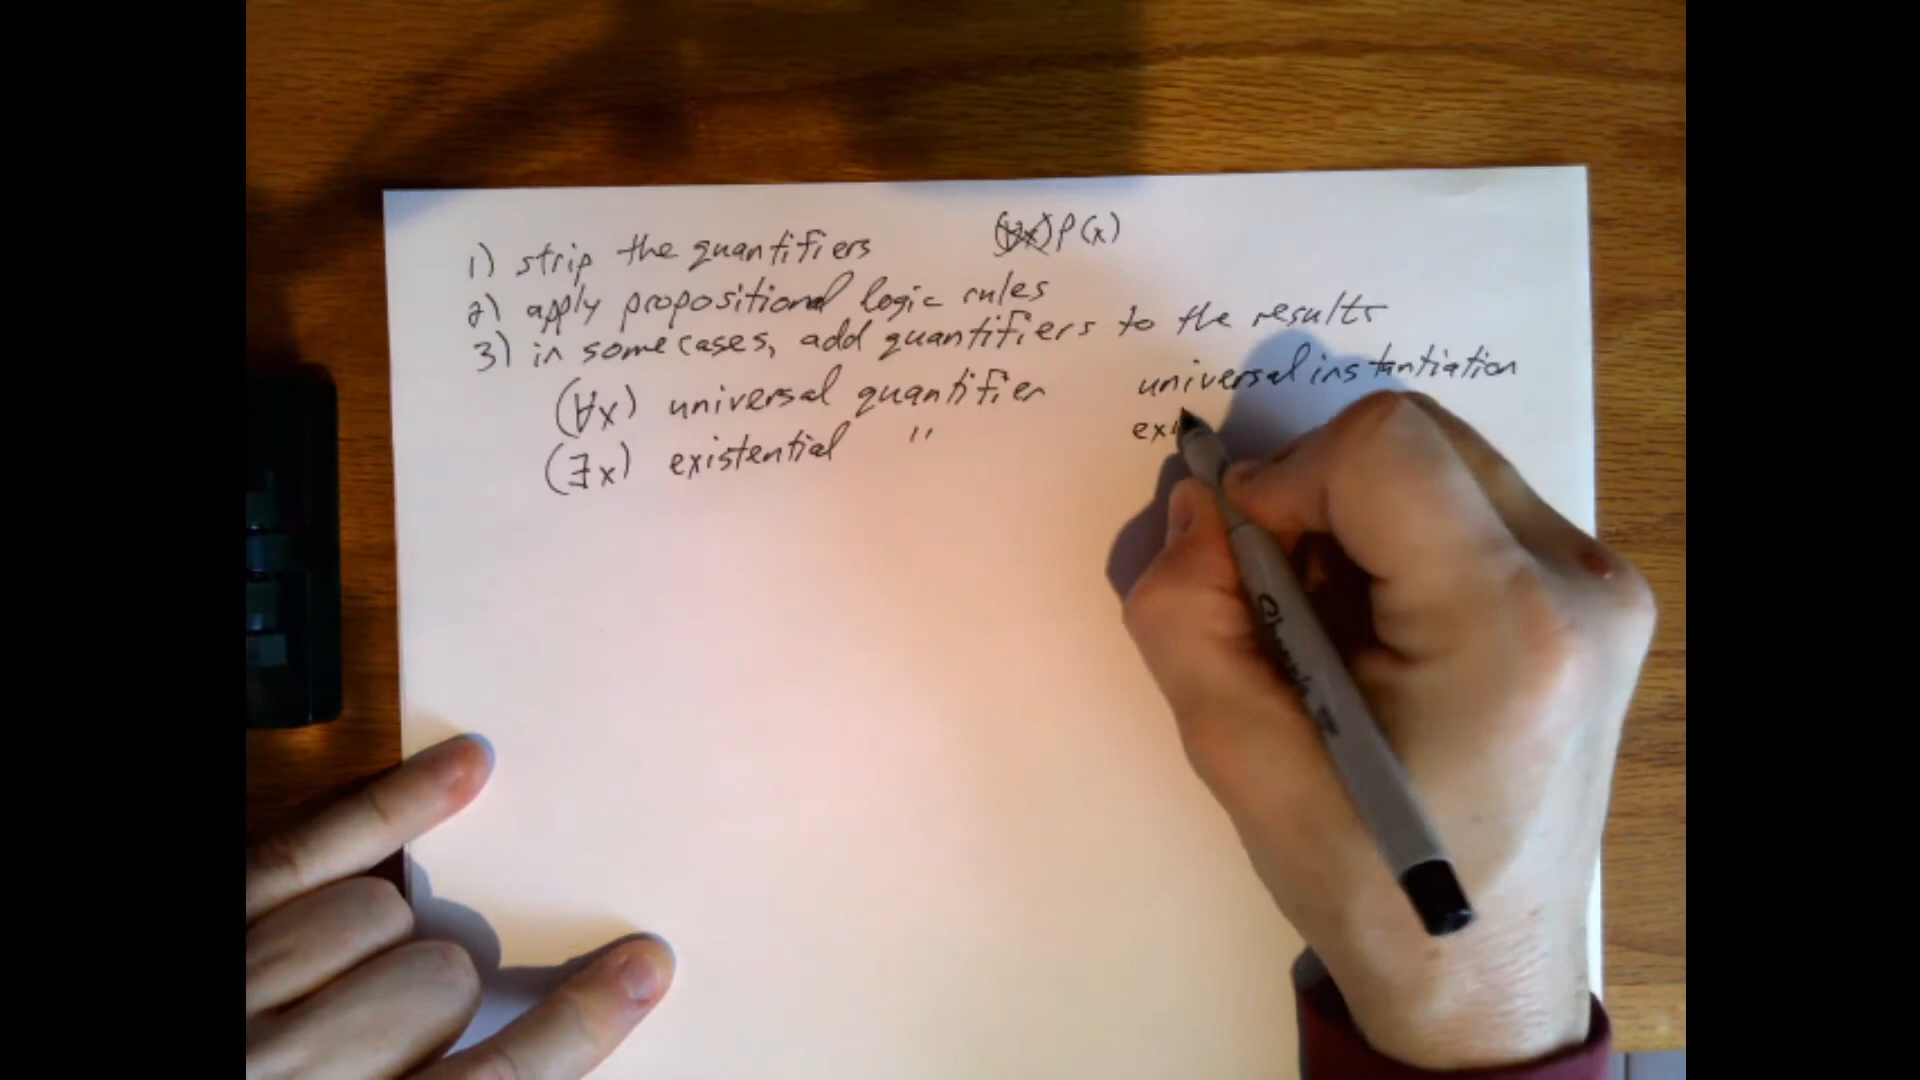 1) strip the quantifiers (∀x)P(x)
2) apply propositional logic rules
3) in some cases, add quantifiers to the results
(∀x) universal quantifier universal instantiation
(∃x) existential " exi